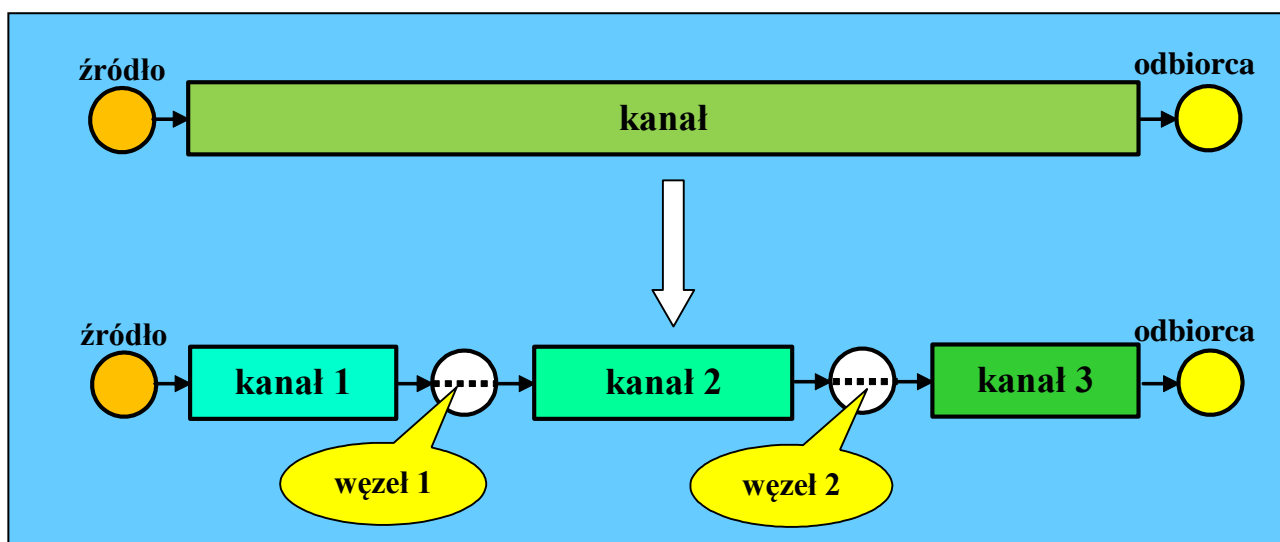 źródło
odbiorca
kanał
źródło
odbiorca
kanał 1
kanał 2
kanał 3
węzeł 1
węzeł 2